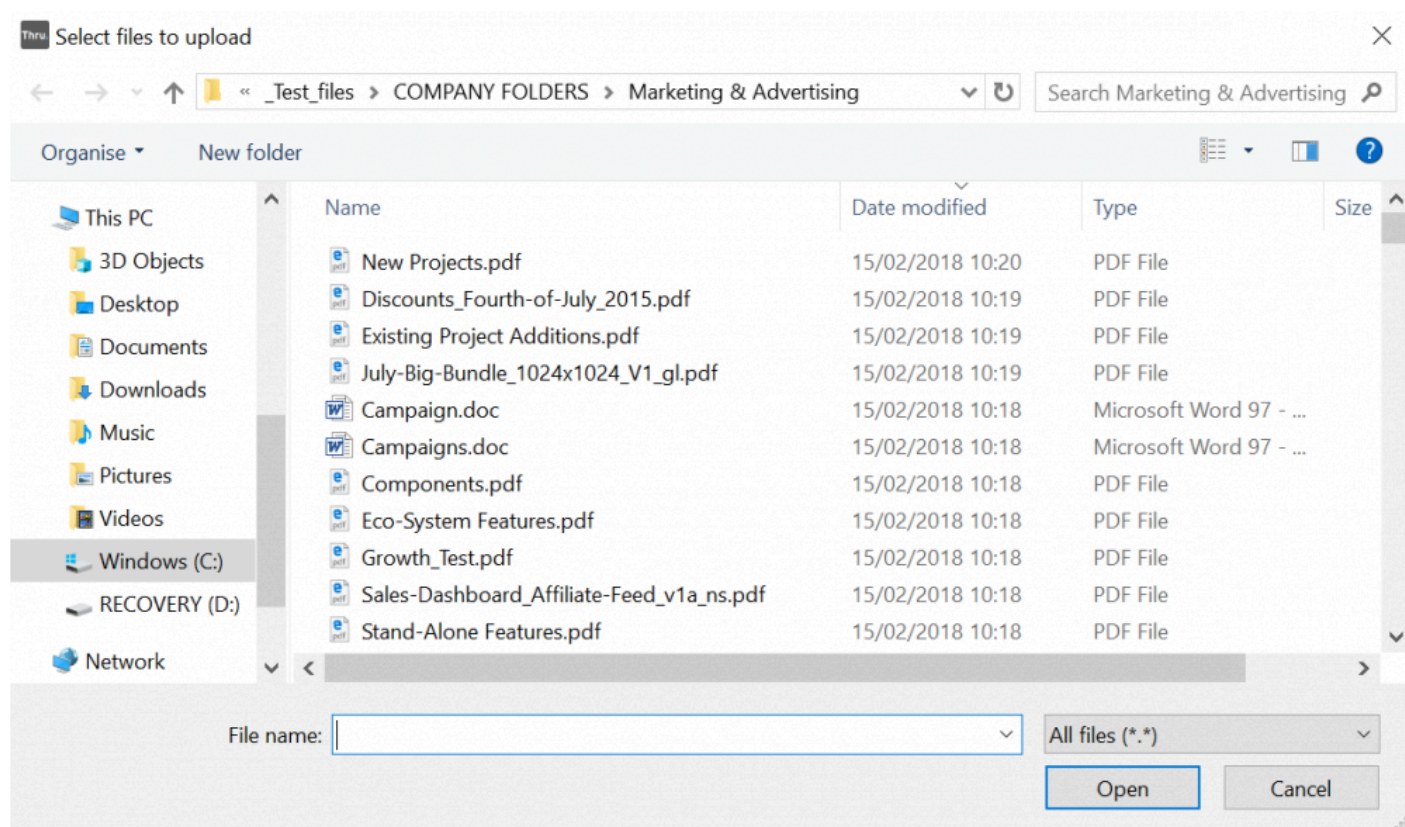 Thru. Select files to upload
« _Test_files > COMPANY FOLDERS > Marketing & Advertising Search Marketing & Advertising
Organise New folder ?
Name Date modified Type Size
This PC
3D Objects
Desktop
Documents
Downloads
Music
Pictures
Videos
Windows (C:)
RECOVERY (D:)
Network
New Projects.pdf 15/02/2018 10:20 PDF File
Discounts_Fourth-of-July_2015.pdf 15/02/2018 10:19 PDF File
Existing Project Additions.pdf 15/02/2018 10:19 PDF File
July-Big-Bundle_1024x1024_V1_gl.pdf 15/02/2018 10:19 PDF File
Campaign.doc 15/02/2018 10:18 Microsoft Word 97 - ...
Campaigns.doc 15/02/2018 10:18 Microsoft Word 97 - ...
Components.pdf 15/02/2018 10:18 PDF File
Eco-System Features.pdf 15/02/2018 10:18 PDF File
Growth_Test.pdf 15/02/2018 10:18 PDF File
Sales-Dashboard_Affiliate-Feed_v1a_ns.pdf 15/02/2018 10:18 PDF File
Stand-Alone Features.pdf 15/02/2018 10:18 PDF File
File name: All files (*.*)
Open Cancel